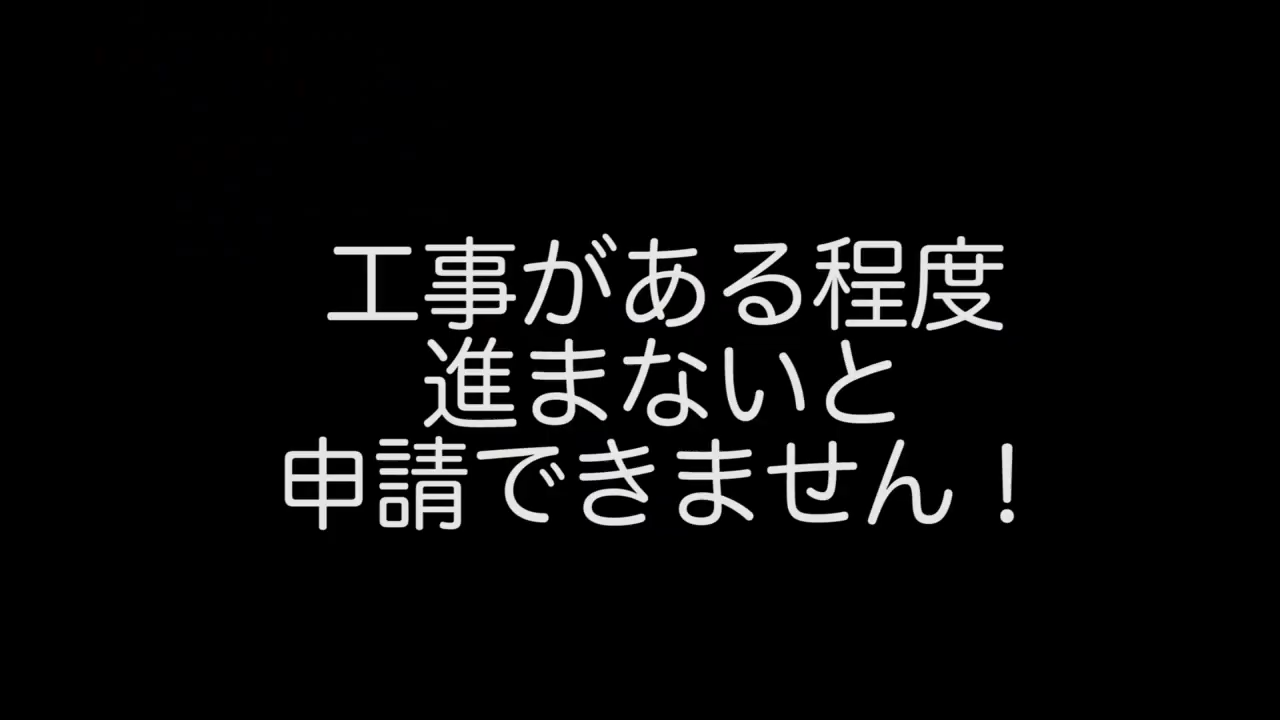 工事がある程度
進まないと
申請できません！